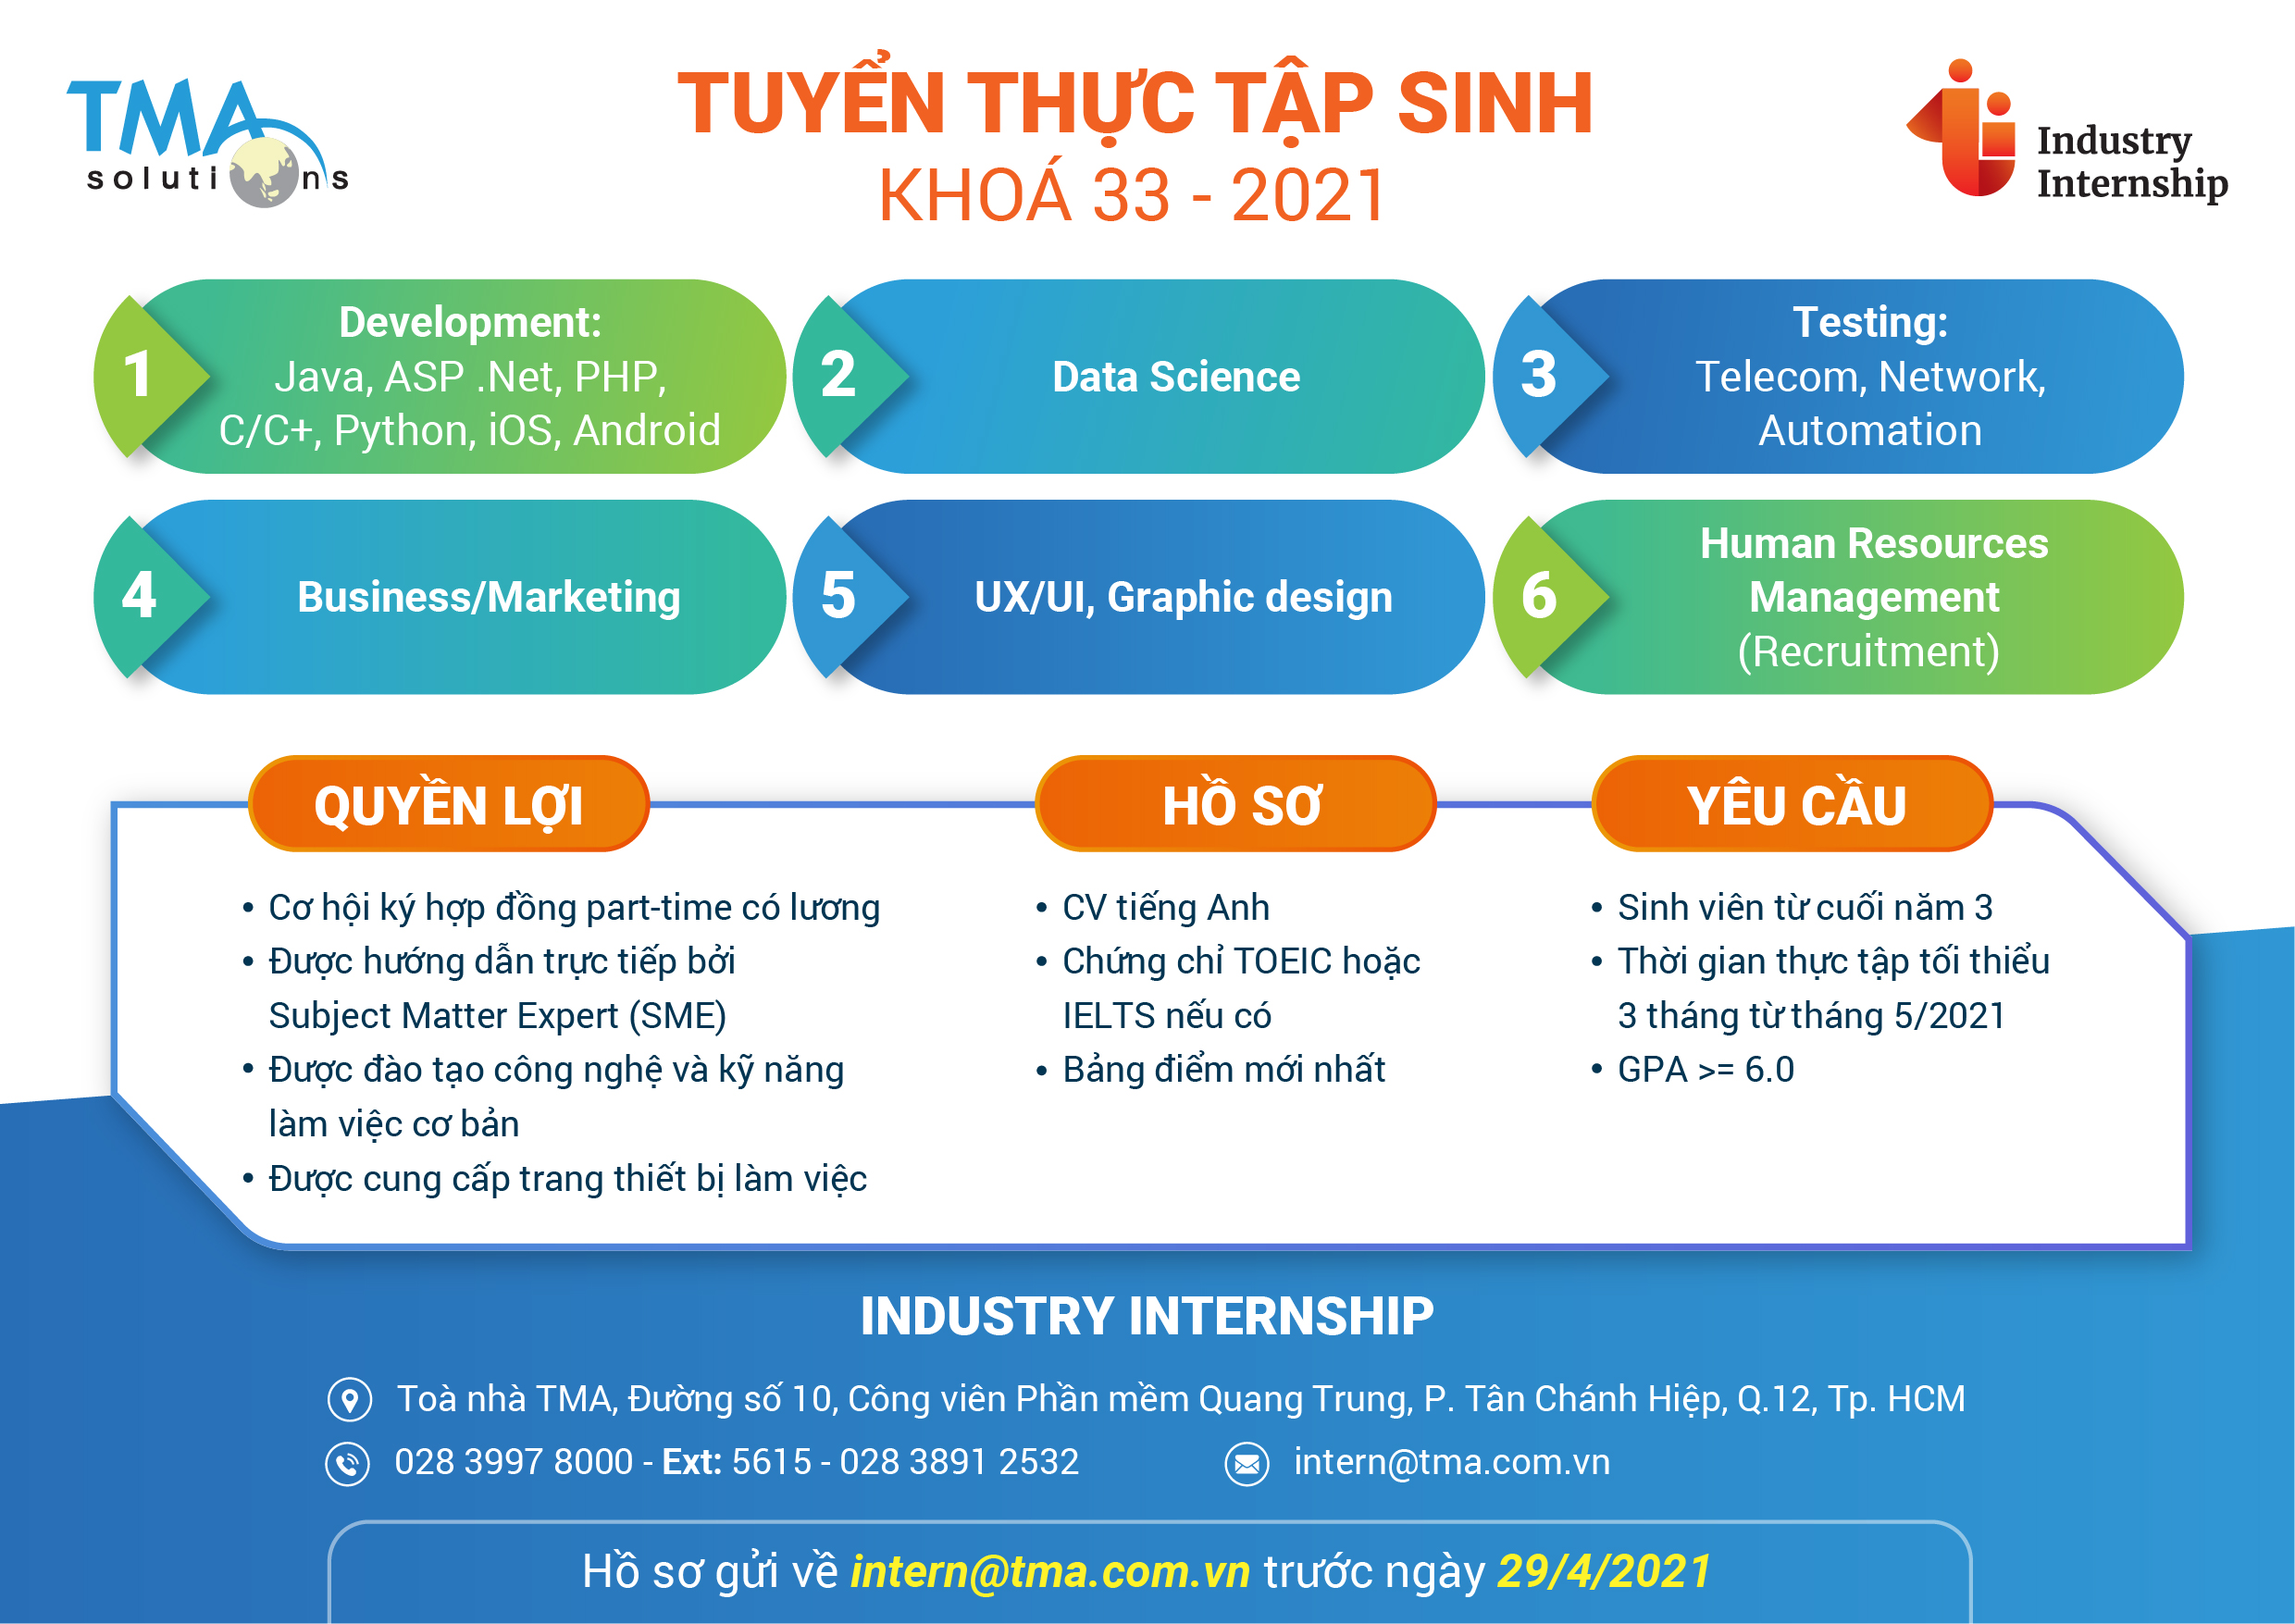 TMA
solutions
TUYỂN THỰC TẬP SINH
KHOÁ 33 - 2021
Industry
Internship
1
Development:
Java, ASP .Net, PHP,
C/C+, Python, iOS, Android
2
Data Science
3
Testing:
Telecom, Network,
Automation
4
Business/Marketing
5
UX/UI, Graphic design
6
Human Resources
Management
(Recruitment)
QUYỀN LỢI
• Cơ hội ký hợp đồng part-time có lương
• Được hướng dẫn trực tiếp bởi
Subject Matter Expert (SME)
• Được đào tạo công nghệ và kỹ năng
làm việc cơ bản
• Được cung cấp trang thiết bị làm việc
HỒ SƠ
• CV tiếng Anh
• Chứng chỉ TOEIC hoặc
IELTS nếu có
• Bảng điểm mới nhất
YÊU CẦU
• Sinh viên từ cuối năm 3
• Thời gian thực tập tối thiểu
3 tháng từ tháng 5/2021
• GPA >= 6.0
INDUSTRY INTERNSHIP
Toà nhà TMA, Đường số 10, Công viên Phần mềm Quang Trung, P. Tân Chánh Hiệp, Q.12, Tp. HCM
028 3997 8000 - Ext: 5615 - 028 3891 2532
intern@tma.com.vn
Hồ sơ gửi về intern@tma.com.vn trước ngày 29/4/2021